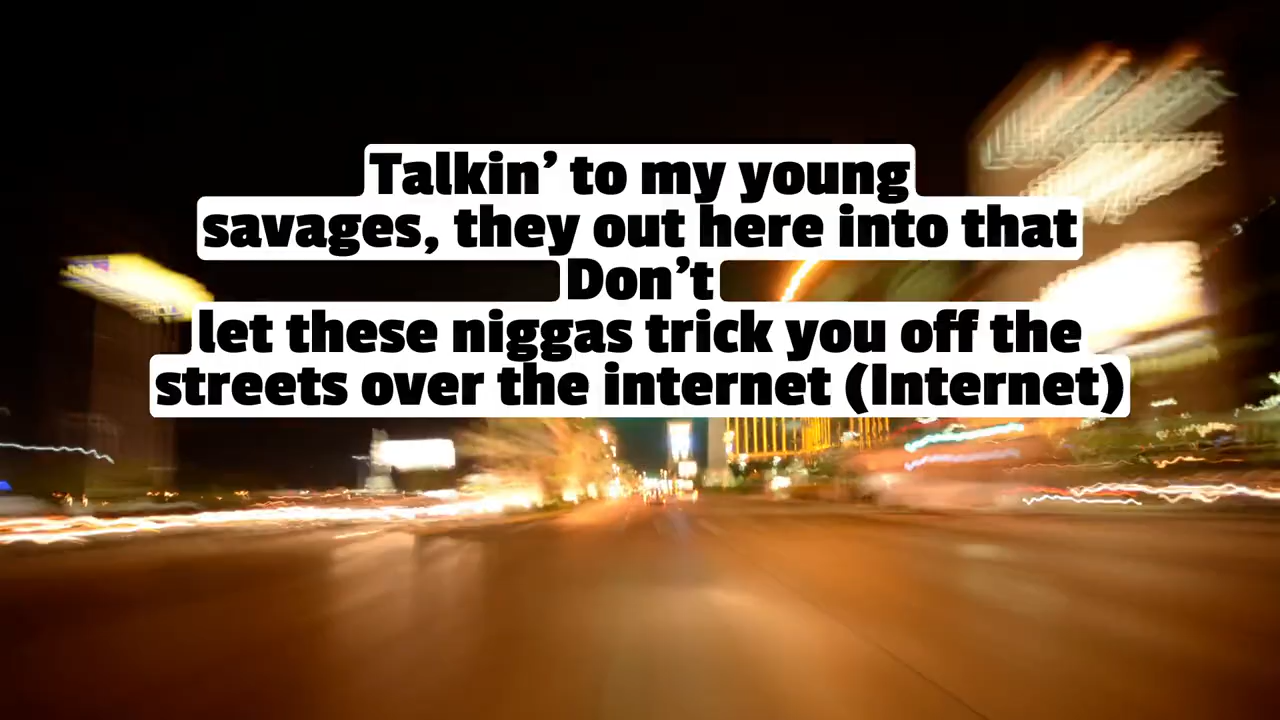 Talkin’ to my young
savages, they out here into that
Don’t
let these niggas trick you off the
streets over the internet (Internet)